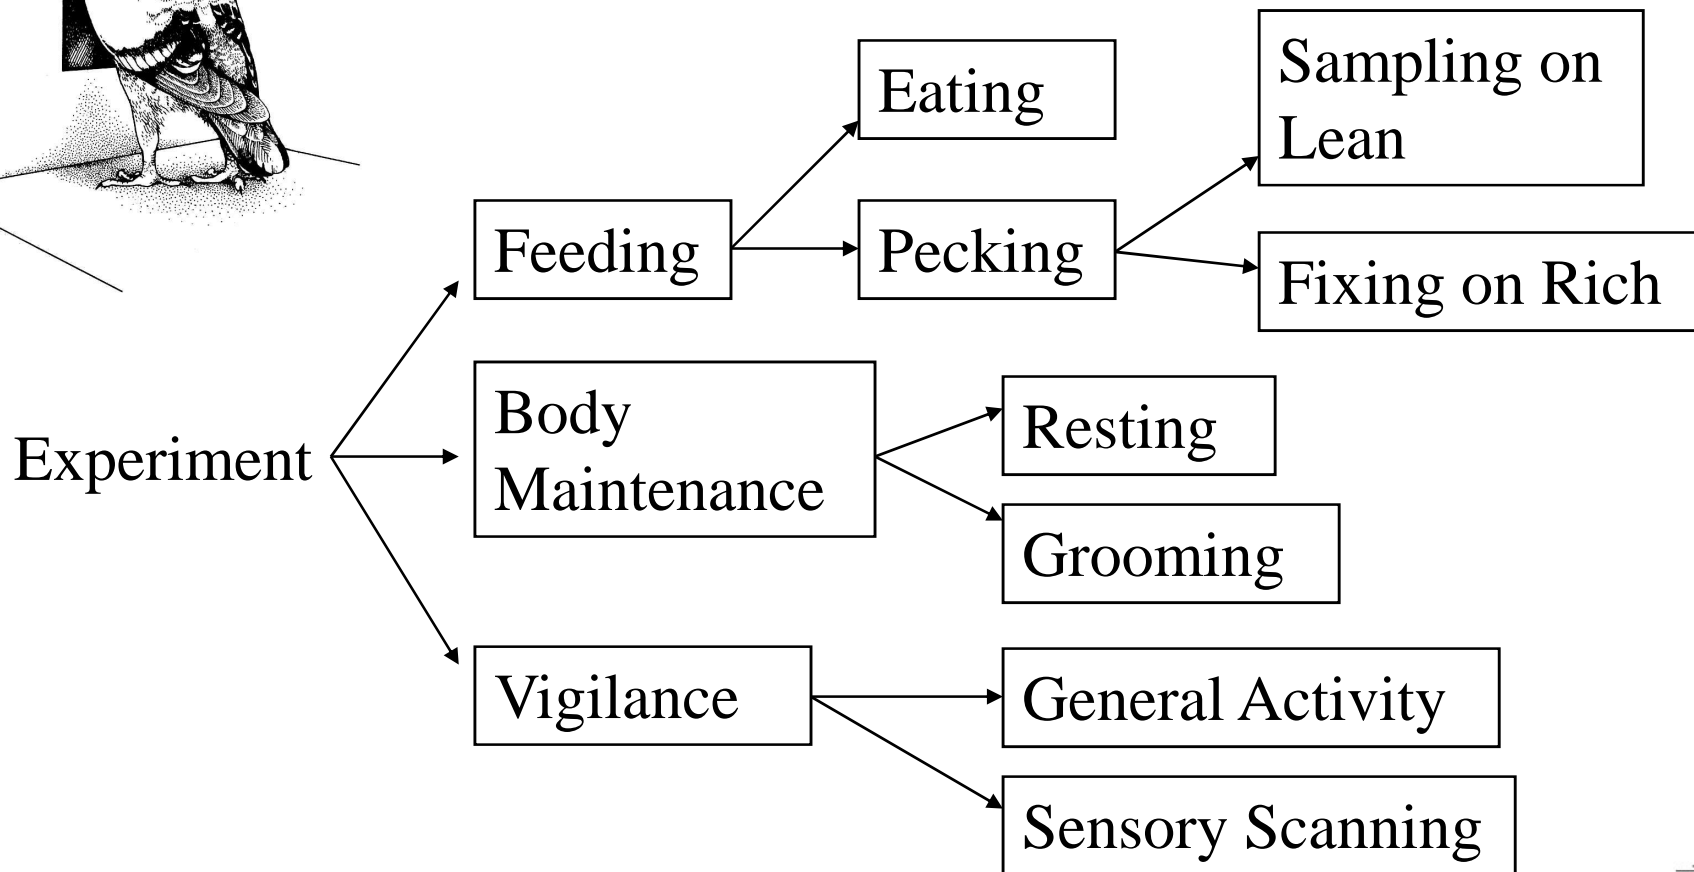 Eating
Sampling on
Lean
Feeding
Pecking
Fixing on Rich
Experiment
Body
Maintenance
Resting
Grooming
Vigilance
General Activity
Sensory Scanning